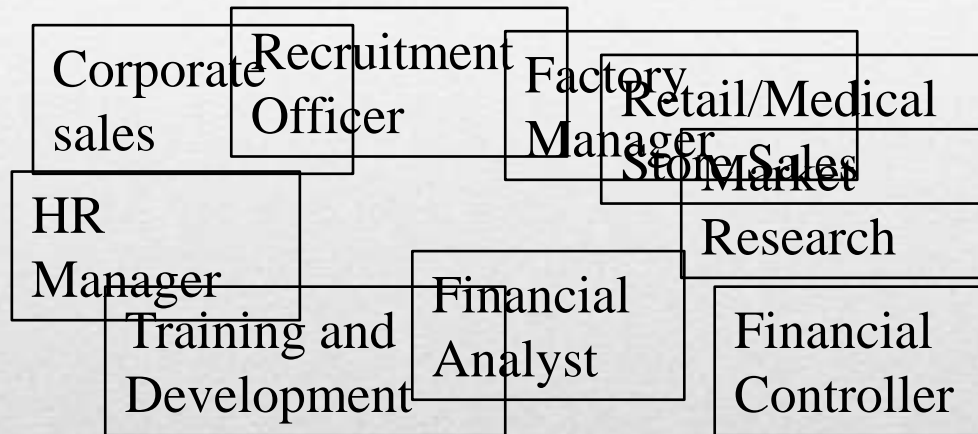 Corporate
sales
Recruitment
Officer
Factory
Manager
Retail/Medical
Store Sales
Market
Research
HR
Manager
Training and
Development
Financial
Analyst
Financial
Controller